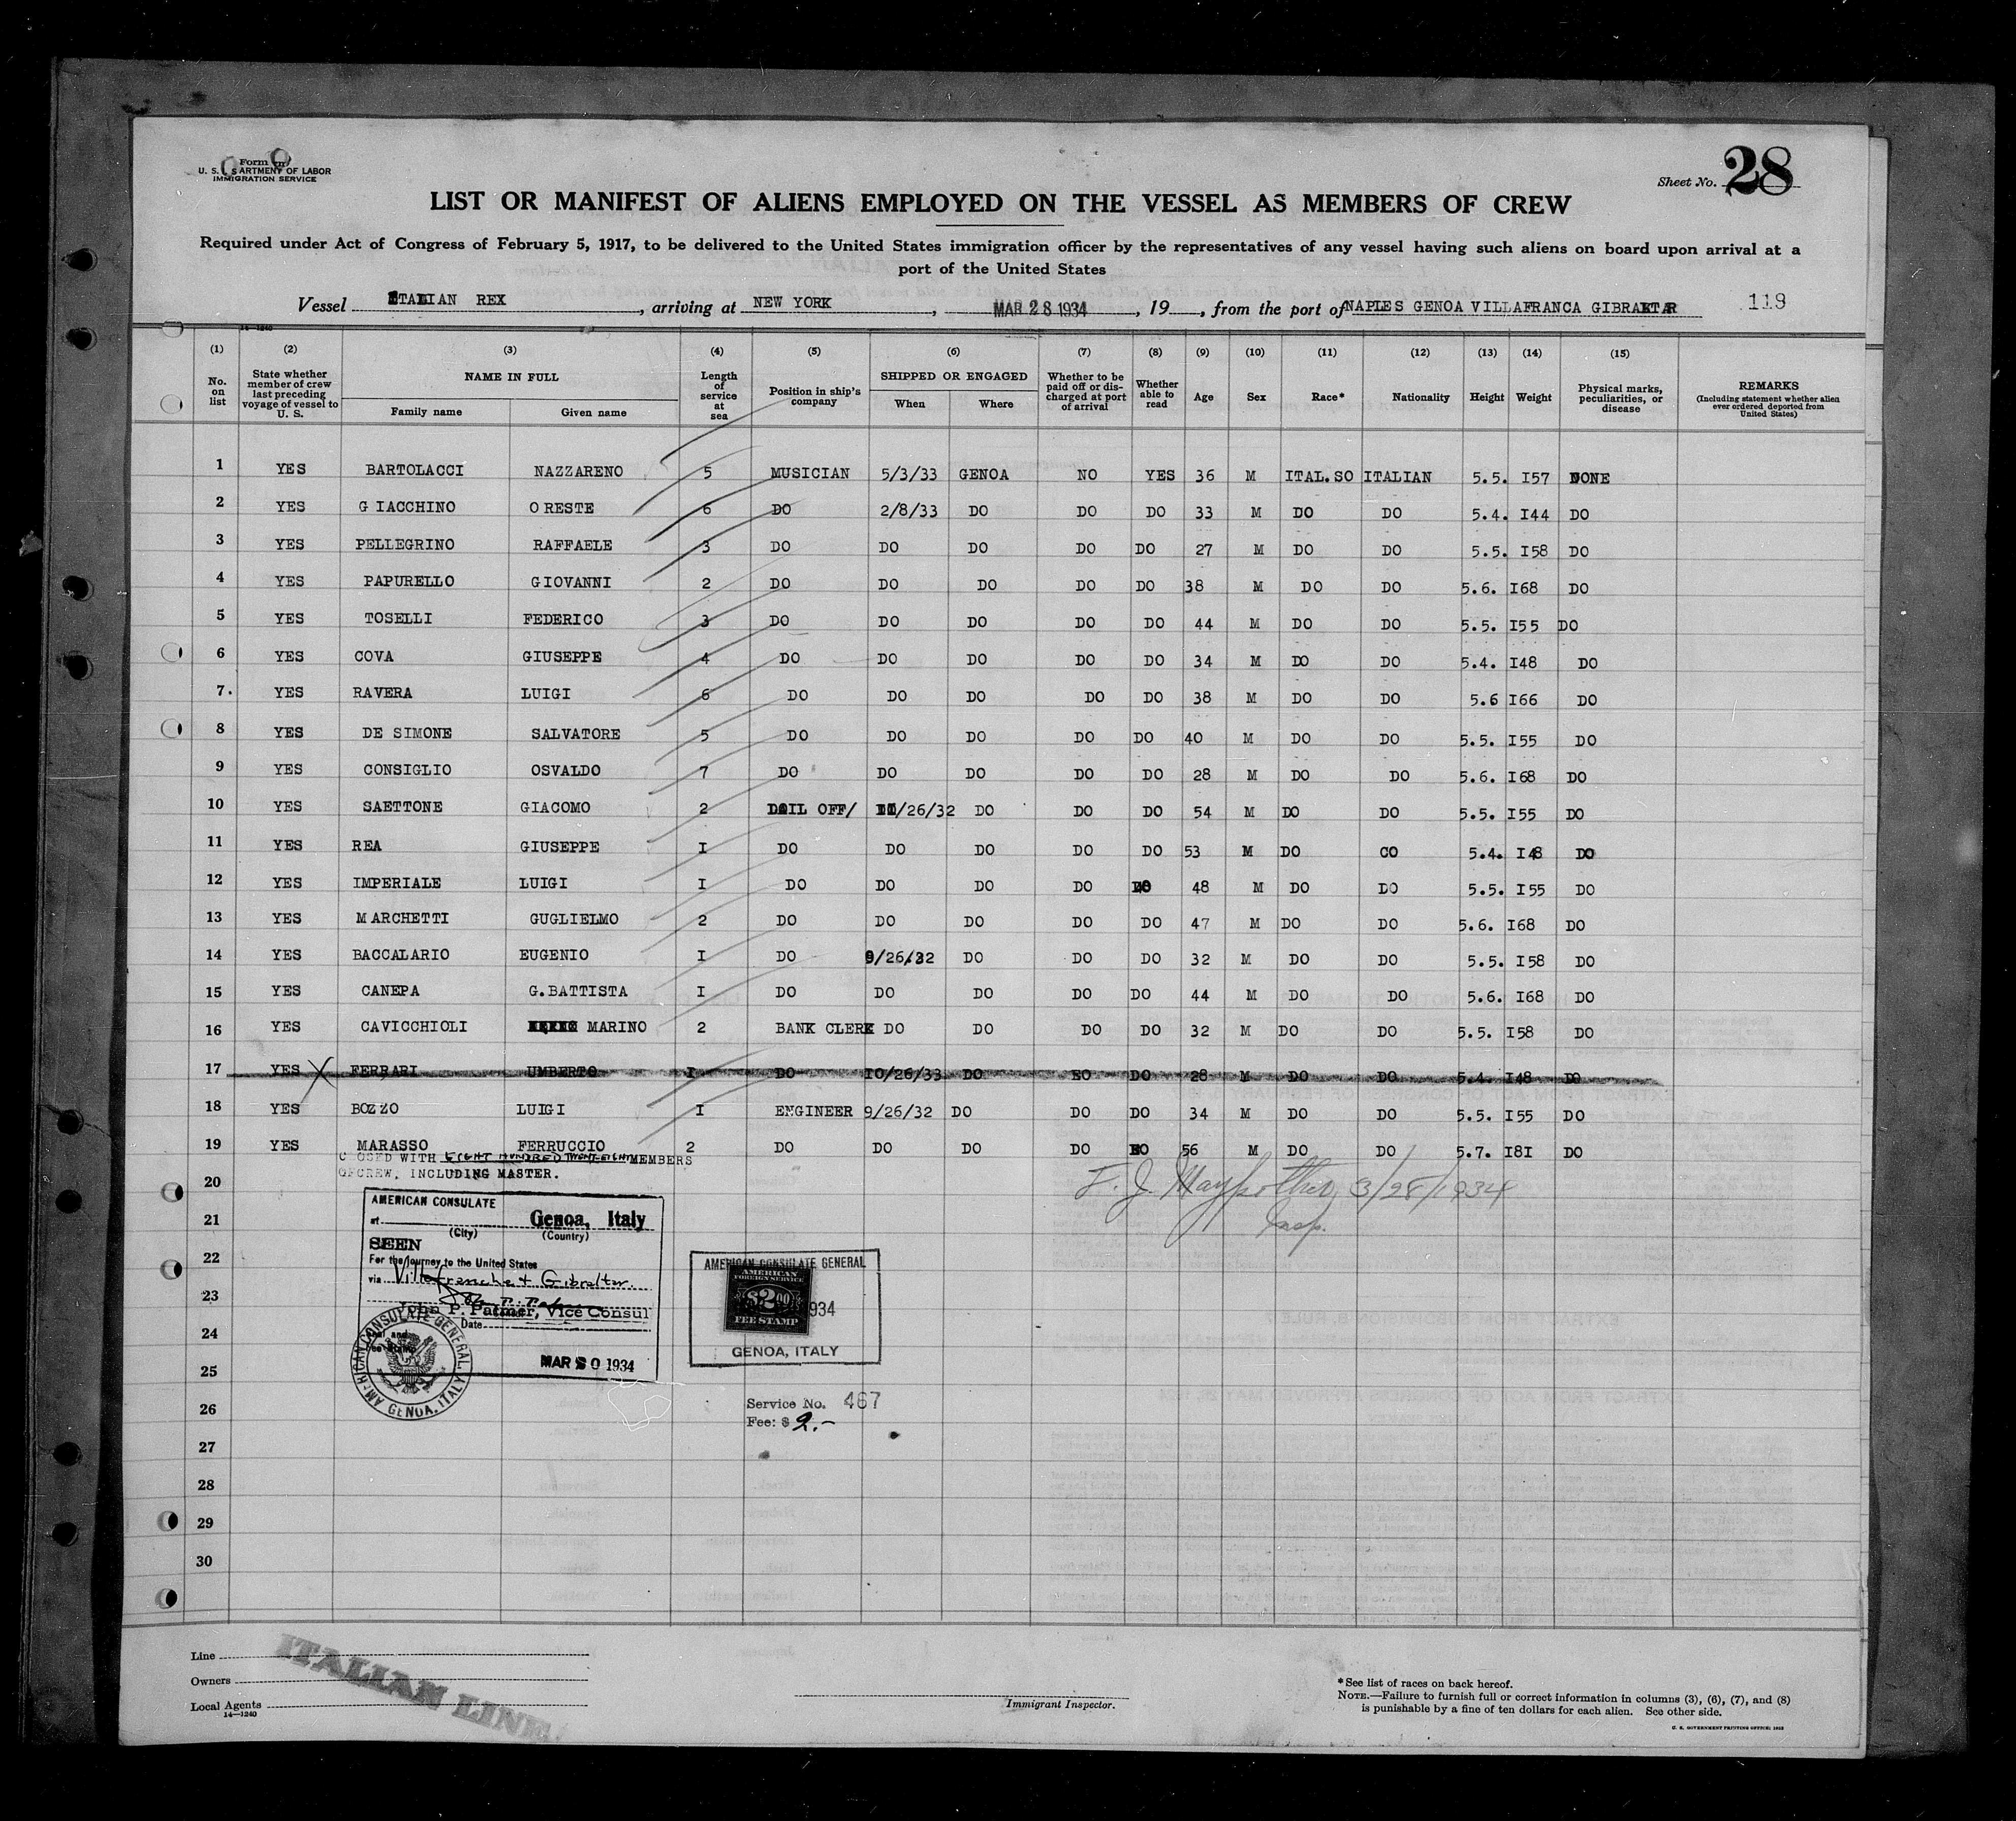 Form
U. S. DEPARTMENT OF LABOR
IMMIGRATION SERVICE
Sheet No. 28
LIST OR MANIFEST OF ALIENS EMPLOYED ON THE VESSEL AS MEMBERS OF CREW
Required under Act of Congress of February 5, 1917, to be delivered to the United States immigration officer by the representatives of any vessel having such aliens on board upon arrival at a
port of the United States
Vessel ITALIAN REX, arriving at NEW YORK, MAR 28 1934, 19, from the port of NAPLES GENOA VILLAFRANCA GIBRALTAR 118
14-1240
(1) (2) (3) (4) (5) (6) (7) (8) (9) (10) (11) (12) (13) (14) (15)
No. on list
State whether member of crew last preceding voyage of vessel to U. S.
NAME IN FULL
Family name
Given name
Length of service at sea
Position in ship's company
SHIPPED OR ENGAGED
When
Where
Whether to be paid off or discharged at port of arrival
Whether able to read
Age
Sex
Race*
Nationality
Height
Weight
Physical marks, peculiarities, or disease
REMARKS
(Including statement whether alien ever ordered deported from United States)
1 YES BARTOLACCI NAZZARENO 5 MUSICIAN 5/3/33 GENOA NO YES 36 M ITAL.SO ITALIAN 5.5. I57 NONE
2 YES G IACCHINO O RESTE 6 DO 2/8/33 DO DO DO 33 M DO DO 5.4. I44 DO
3 YES PELLEGRINO RAFFAELE 3 DO DO DO DO DO 27 M DO DO 5.5. I58 DO
4 YES PAPURELLO GIOVANNI 2 DO DO DO DO DO 38 M DO DO 5.6. I68 DO
5 YES TOSELLI FEDERICO 3 DO DO DO DO DO 44 M DO DO 5.5. I55 DO
6 YES COVA GIUSEPPE 4 DO DO DO DO DO 34 M DO DO 5.4. I48 DO
7. YES RAVERA LUIGI 6 DO DO DO DO DO 38 M DO DO 5.6 I66 DO
8 YES DE SIMONE SALVATORE 5 DO DO DO DO DO 40 M DO DO 5.5. I55 DO
9 YES CONSIGLIO OSVALDO 7 DO DO DO DO DO 28 M DO DO 5.6. I68 DO
10 YES SAETTONE GIACOMO 2 OFF/ /26/32 DO DO DO 54 M DO DO 5.5. I55 DO
11 YES REA GIUSEPPE I DO DO DO DO DO 53 M DO CO 5.4. I48 DO
12 YES IMPERIALE LUIGI I DO DO DO DO DO 48 M DO DO 5.5. I55 DO
13 YES M ARCHETTI GUGLIELMO 2 DO DO DO DO DO 47 M DO DO 5.6. I68 DO
14 YES BACCALARIO EUGENIO I DO 9/26/32 DO DO DO 32 M DO DO 5.5. I58 DO
15 YES CANEPA G.BATTISTA I DO DO DO DO DO 44 M DO DO 5.6. I68 DO
16 YES CAVICCHIOLI MARINO 2 BANK CLERK DO DO DO DO 32 M DO DO 5.5. I58 DO
17 YES X FERRARI UMBERTO I DO IO/26/33 DO DO 28 M DO DO 5.4. I48 DO
18 YES BOZZO LUIGI I ENGINEER 9/26/32 DO DO DO 34 M DO DO 5.5. I55 DO
19 YES MARASSO FERRUCCIO 2 DO DO DO DO DO 56 M DO DO 5.7. I8I DO
C OSED WITH EIGHT HUNDRED TWENTY EIGHT MEMBERS
OFCREW, INCLUDING MASTER.
20
F. J. 3/28/1934
Insp.
21
22
23
24
25
26
27
28
29
30
AMERICAN CONSULATE
at Genoa, Italy
(City) (Country)
SEEN
For the journey to the United States
via Villefranche & Gibraltar.
John P. Palmer, Vice Consul
Date
MAR 20 1934
AMERICAN CONSULATE GENERAL, GENOA, ITALY
AMERICAN CONSULATE GENERAL
AMERICAN
FOREIGN SERVICE
$2.00
FEE STAMP
1934
GENOA, ITALY
Service No. 467
Fee: $ 2.-
Line
Owners
Local Agents
14—1240
ITALIAN LINE
Immigrant Inspector.
*See list of races on back hereof.
NOTE.—Failure to furnish full or correct information in columns (3), (6), (7), and (8)
is punishable by a fine of ten dollars for each alien. See other side.
U. S. GOVERNMENT PRINTING OFFICE: